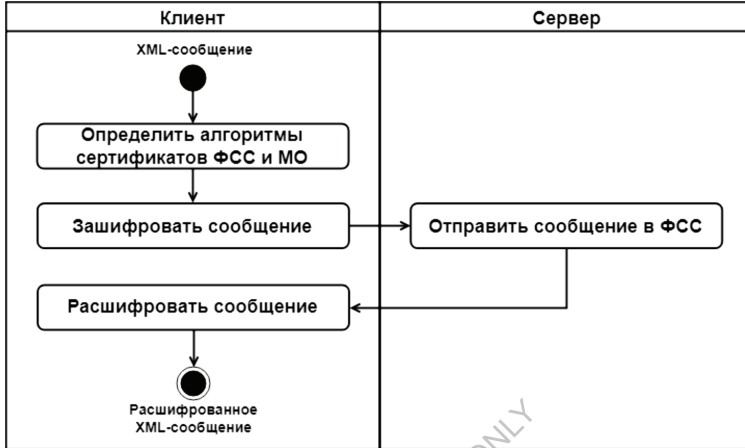 Клиент
Сервер
XML-сообщение
Определить алгоритмы
сертификатов ФСС и МО
Зашифровать сообщение
Отправить сообщение в ФСС
Расшифровать сообщение
Расшифрованное
XML-сообщение
ONLY